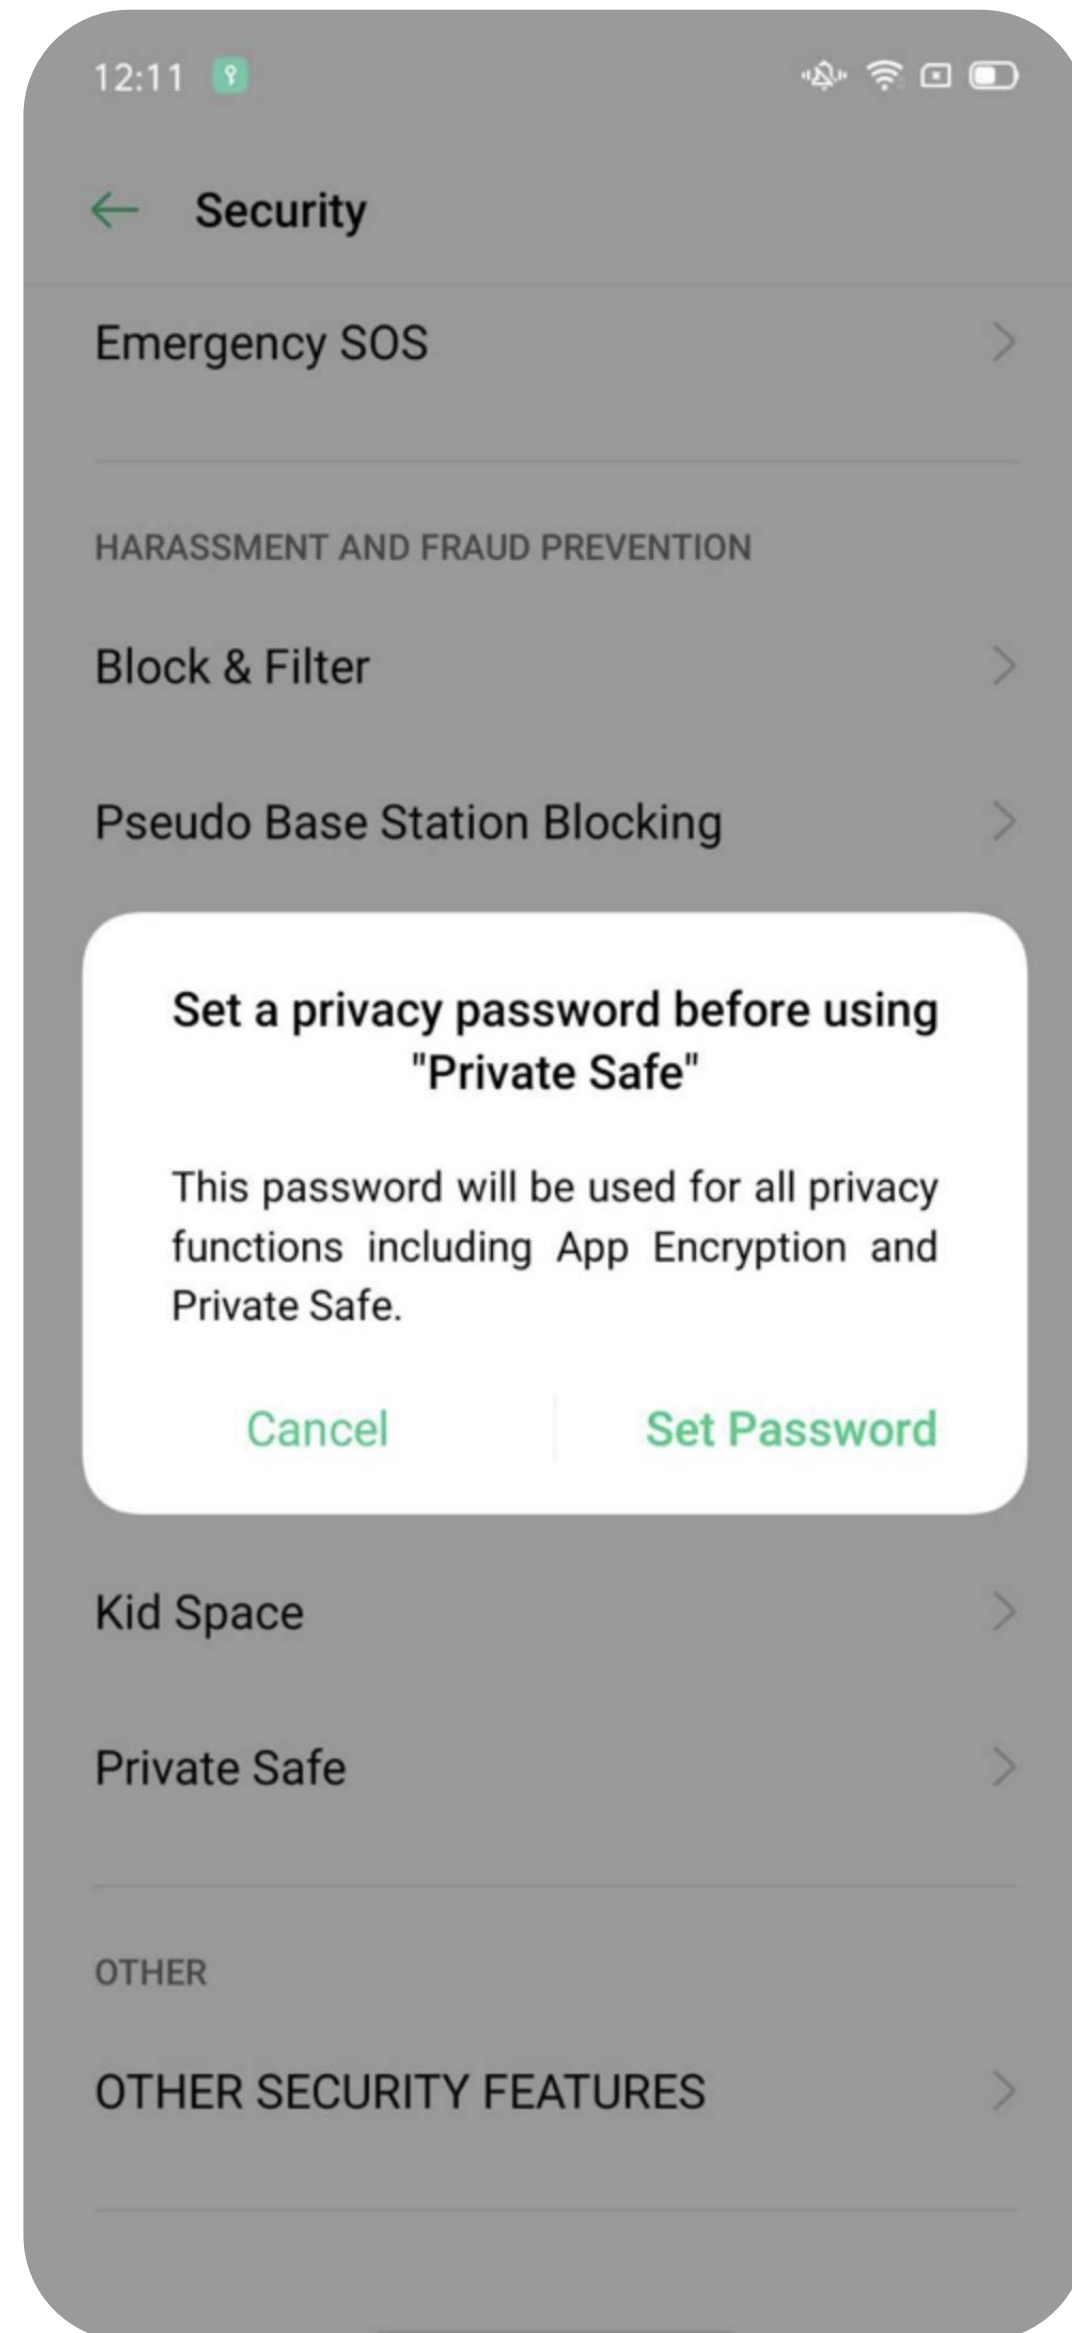 12:11
Security
Emergency SOS
HARASSMENT AND FRAUD PREVENTION
Block & Filter
Pseudo Base Station Blocking
Set a privacy password before using
"Private Safe"
This password will be used for all privacy
functions including App Encryption and
Private Safe.
Cancel
Set Password
Kid Space
Private Safe
OTHER
OTHER SECURITY FEATURES